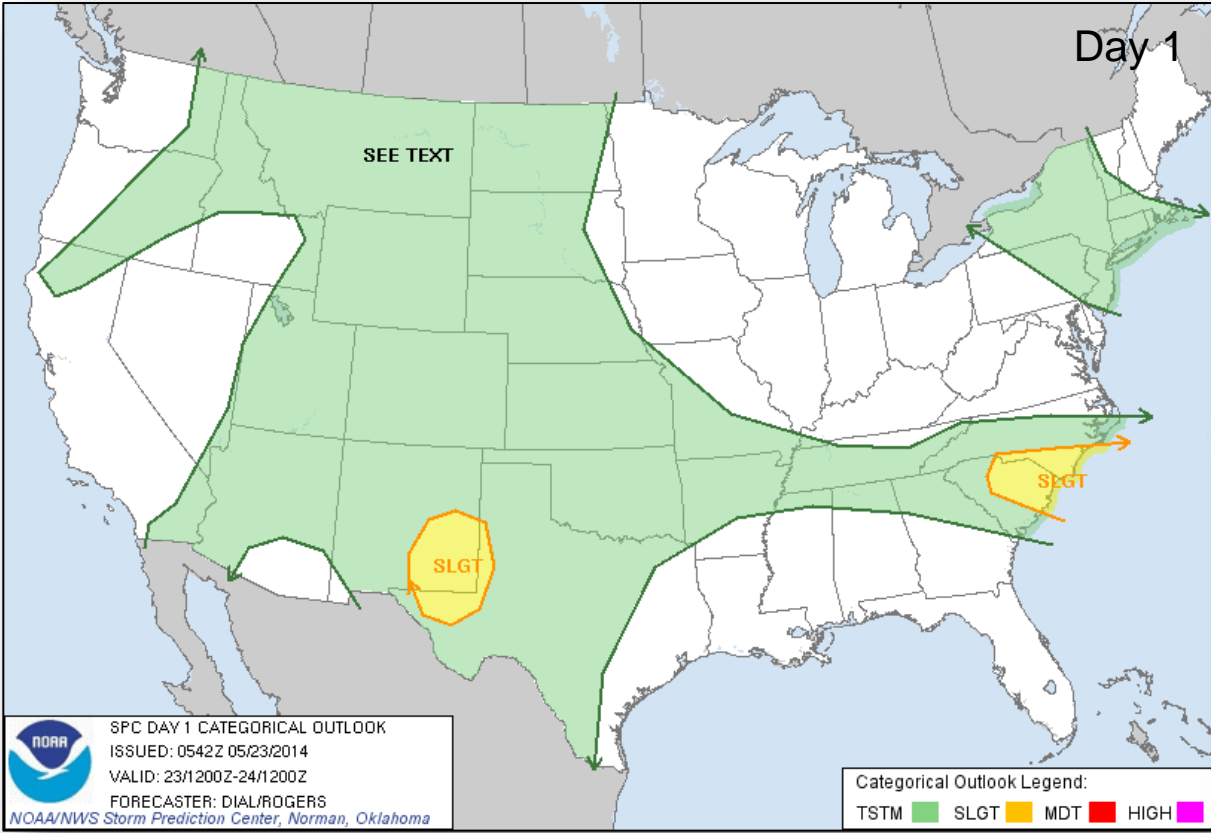 Day 1
SEE TEXT
SLGT
SLGT
NOAA
SPC DAY 1 CATEGORICAL OUTLOOK
ISSUED: 0542Z 05/23/2014
VALID: 23/1200Z-24/1200Z
FORECASTER: DIAL/ROGERS
NOAA/NWS Storm Prediction Center, Norman, Oklahoma
Categorical Outlook Legend:
TSTM SLGT MDT HIGH